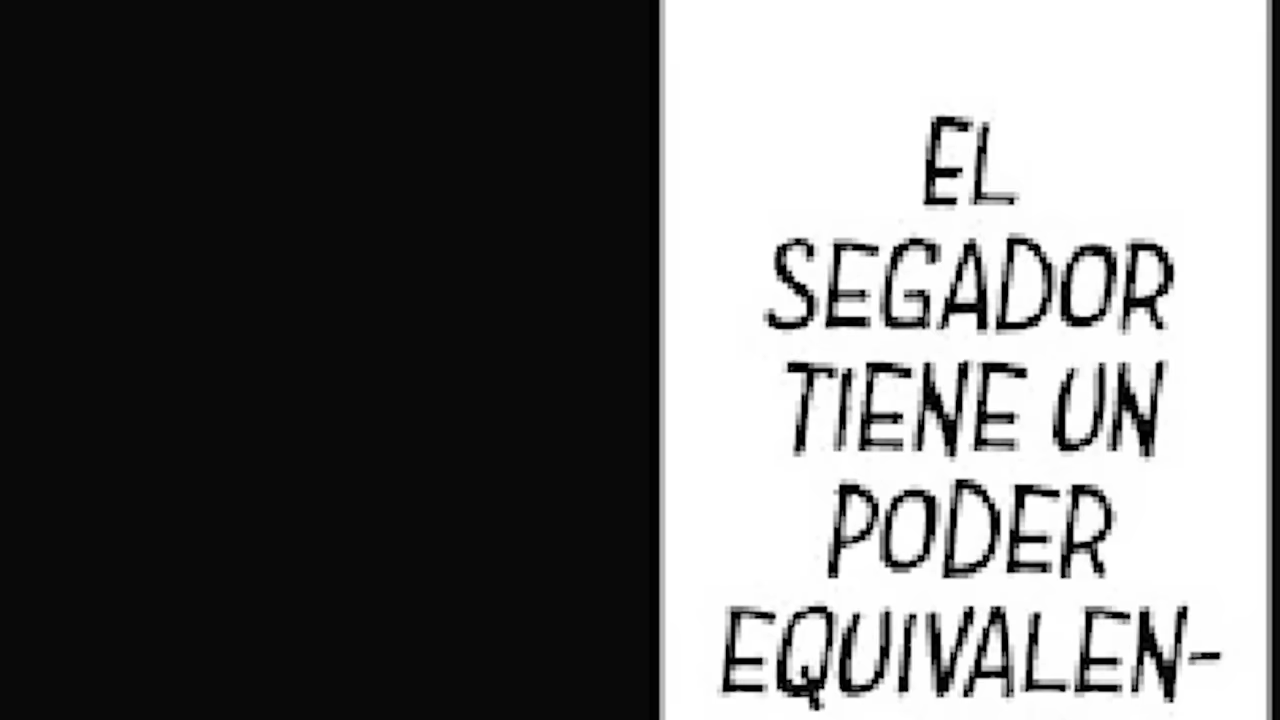 EL
SEGADOR
TIENE UN
PODER
EQUIVALEN-